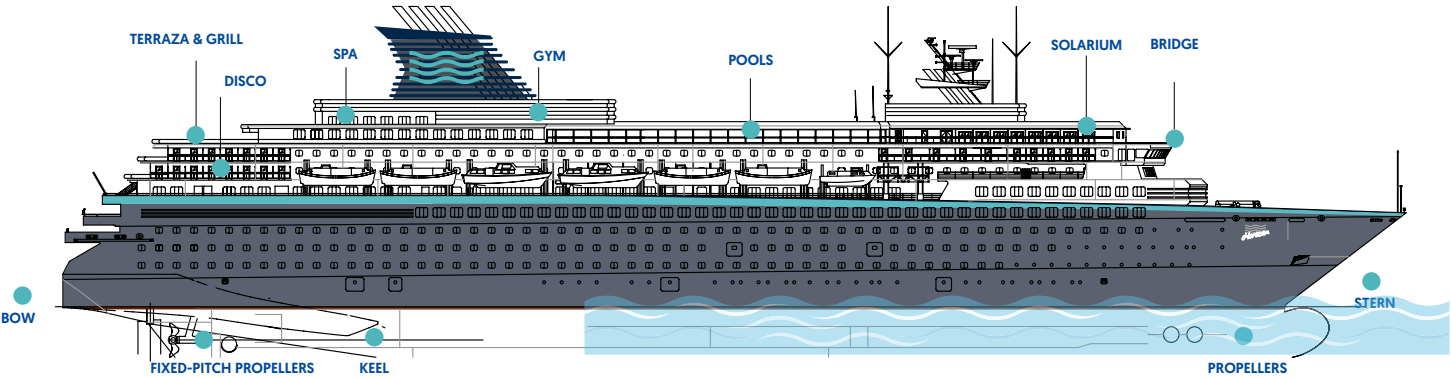 TERRAZA & GRILL
DISCO
SPA
GYM
POOLS
SOLARIUM
BRIDGE
BOW
STERN
FIXED-PITCH PROPELLERS
KEEL
PROPELLERS